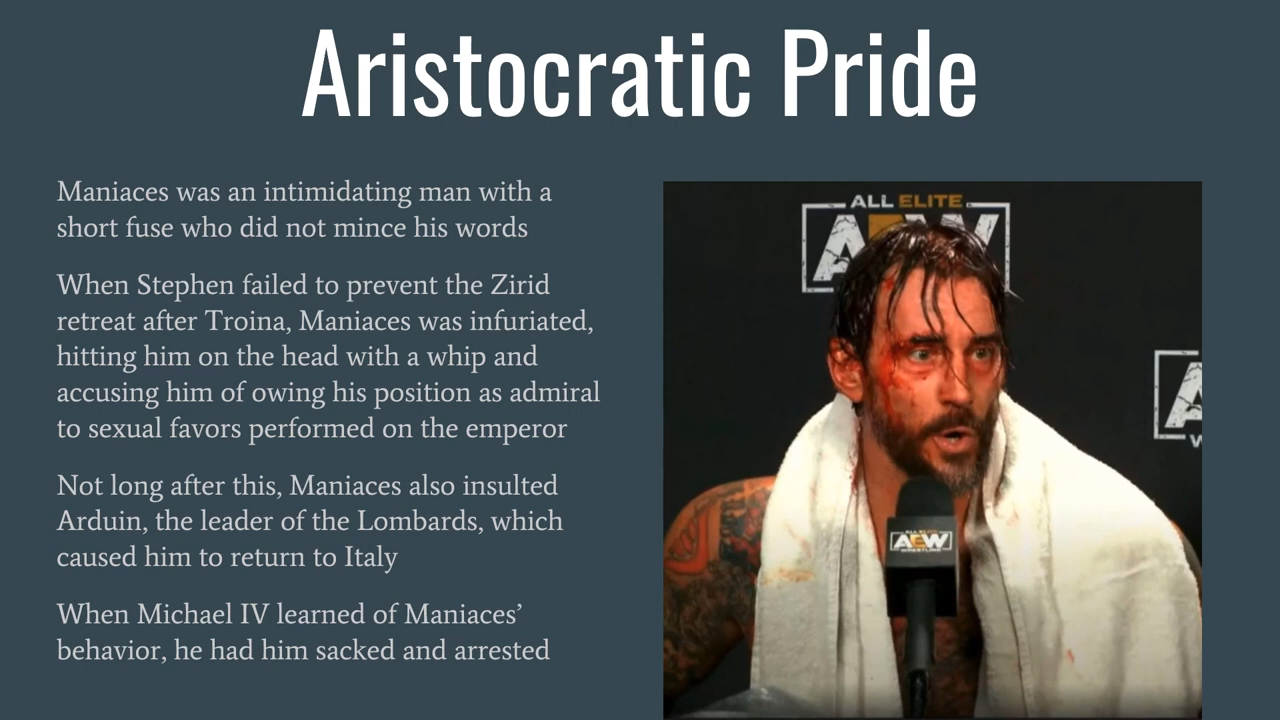 Aristocratic Pride
Maniaces was an intimidating man with a
short fuse who did not mince his words
When Stephen failed to prevent the Zirid
retreat after Troina, Maniaces was infuriated,
hitting him on the head with a whip and
accusing him of owing his position as admiral
to sexual favors performed on the emperor
Not long after this, Maniaces also insulted
Arduin, the leader of the Lombards, which
caused him to return to Italy
When Michael IV learned of Maniaces’
behavior, he had him sacked and arrested
ALL ELITE
AEW
A
W
ALL ELITE
AEW
WRESTLING